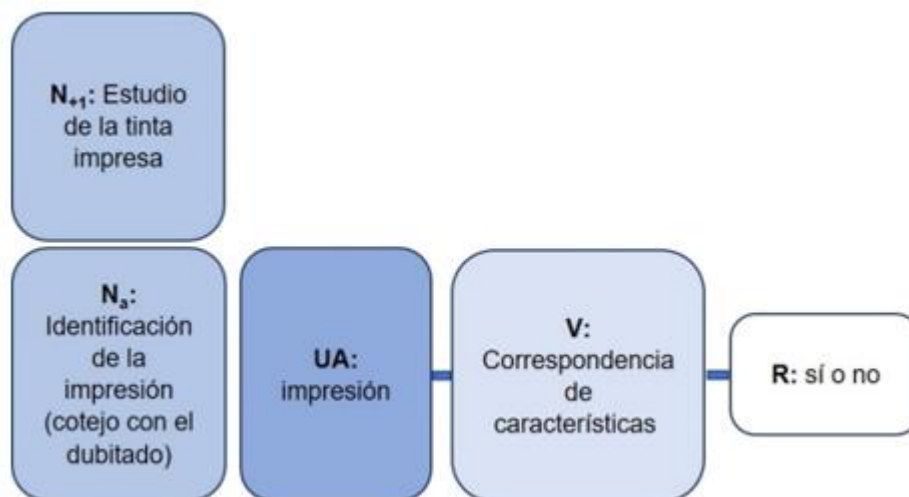 N+1: Estudio
de la tinta
impresa
Na:
Identificación
de la
impresión
(cotejo con el
dubitado)
UA:
impresión
V:
Correspondencia
de
características
R: sí o no